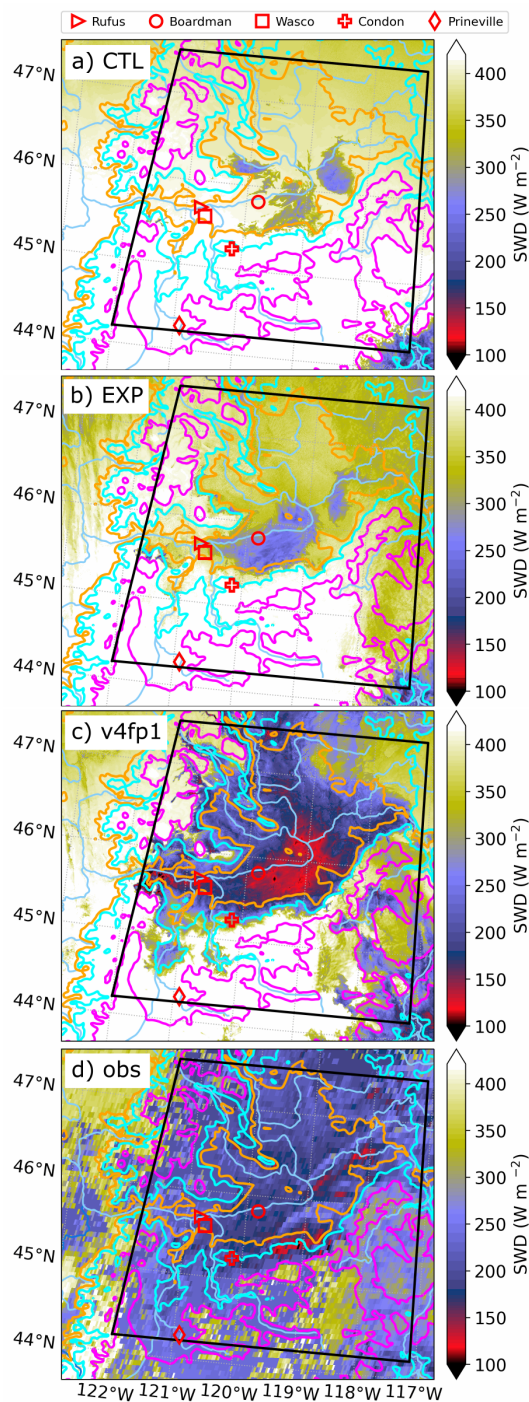 Rufus Boardman Wasco Condon Prineville
a) CTL
47°N
46°N
45°N
44°N
400
350
300
250
200
150
100
SWD (W m⁻²)
b) EXP
47°N
46°N
45°N
44°N
400
350
300
250
200
150
100
SWD (W m⁻²)
c) v4fp1
47°N
46°N
45°N
44°N
400
350
300
250
200
150
100
SWD (W m⁻²)
d) obs
47°N
46°N
45°N
44°N
400
350
300
250
200
150
100
SWD (W m⁻²)
122°W 121°W 120°W 119°W 118°W 117°W